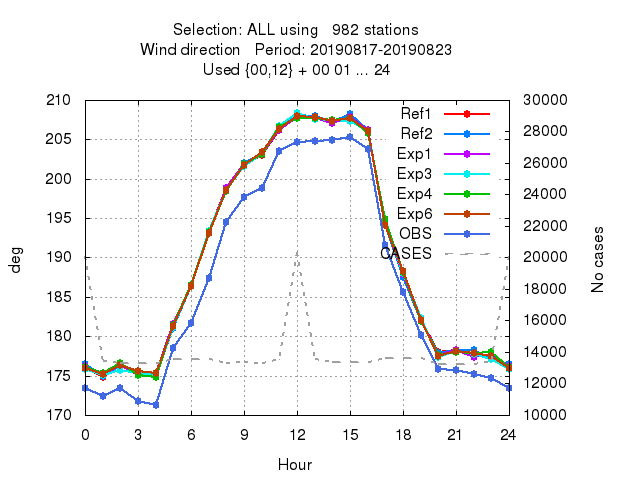 Selection: ALL using 982 stations
Wind direction Period: 20190817-20190823
Used {00,12} + 00 01 ... 24
210 30000
Ref1
205 28000
Ref2
Exp1
200 26000
Exp3
24000
Exp4
195 22000
Exp6
OBS
190 20000
CASES
185 18000
180 16000
14000
175 12000
170 10000
deg
No cases
0 3 6 9 12 15 18 21 24
Hour